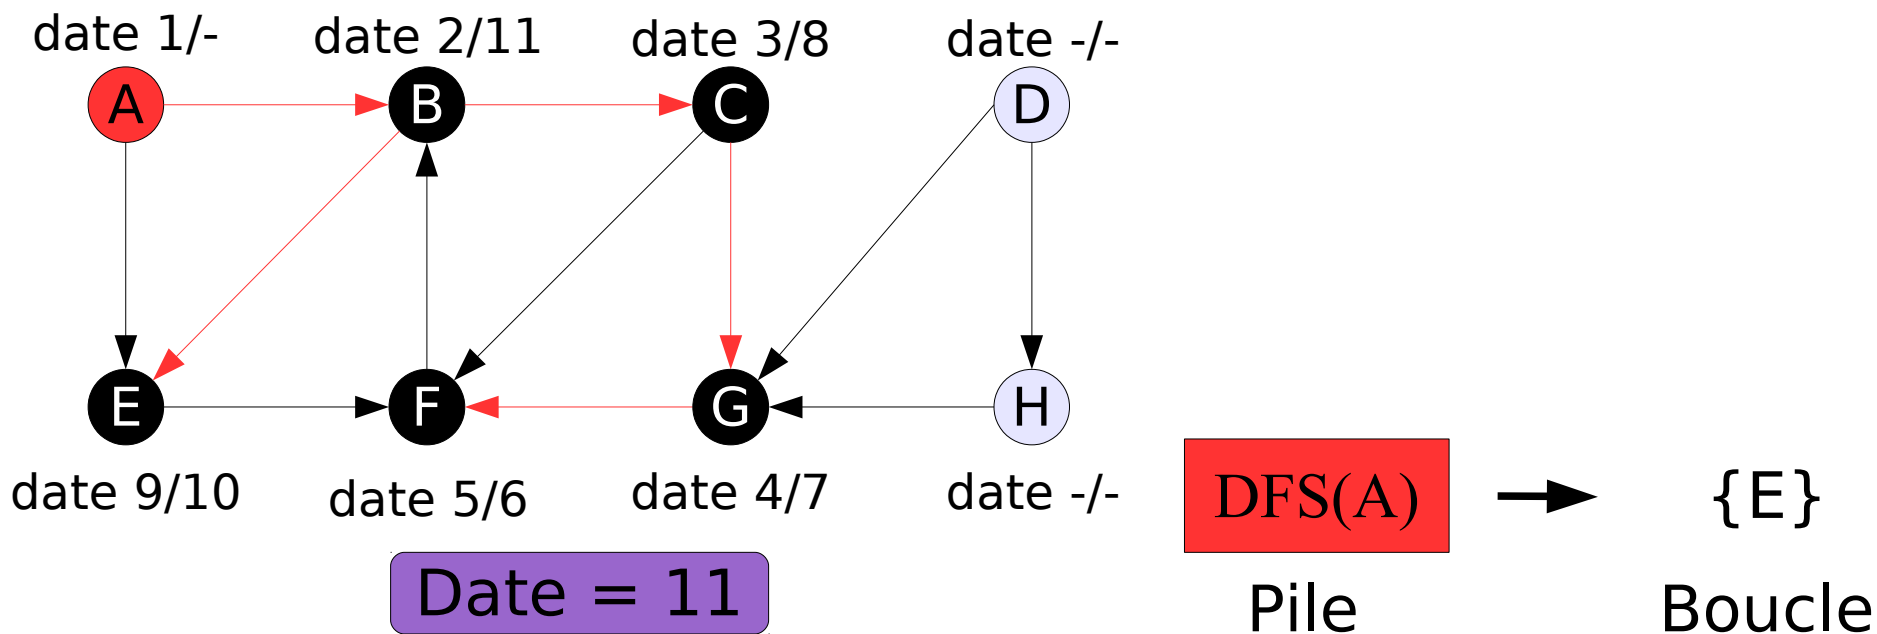 date 1/- date 2/11 date 3/8 date -/-
A B C D
E F G H
date 9/10 date 5/6 date 4/7 date -/-
DFS(A) {E}
Date = 11
Pile Boucle